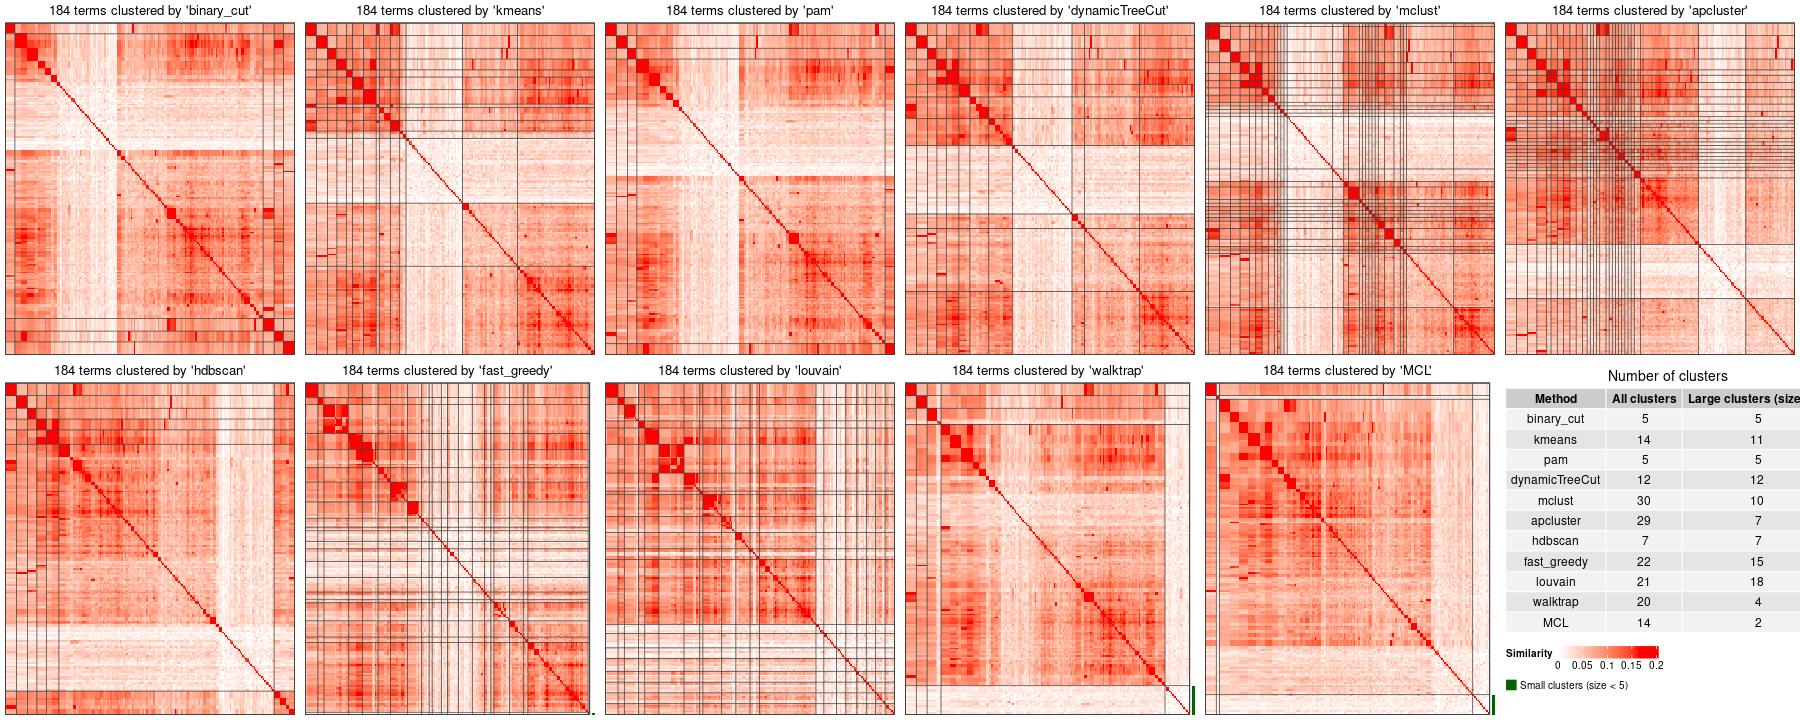 184 terms clustered by 'binary_cut'
184 terms clustered by 'kmeans'
184 terms clustered by 'pam'
184 terms clustered by 'dynamicTreeCut'
184 terms clustered by 'mclust'
184 terms clustered by 'apcluster'
184 terms clustered by 'hdbscan'
184 terms clustered by 'fast_greedy'
184 terms clustered by 'louvain'
184 terms clustered by 'walktrap'
184 terms clustered by 'MCL'
Number of clusters
Method All clusters Large clusters (size
binary_cut 5 5
kmeans 14 11
pam 5 5
dynamicTreeCut 12 12
mclust 30 10
apcluster 29 7
hdbscan 7 7
fast_greedy 22 15
louvain 21 18
walktrap 20 4
MCL 14 2
Similarity
0 0.05 0.1 0.15 0.2
Small clusters (size < 5)